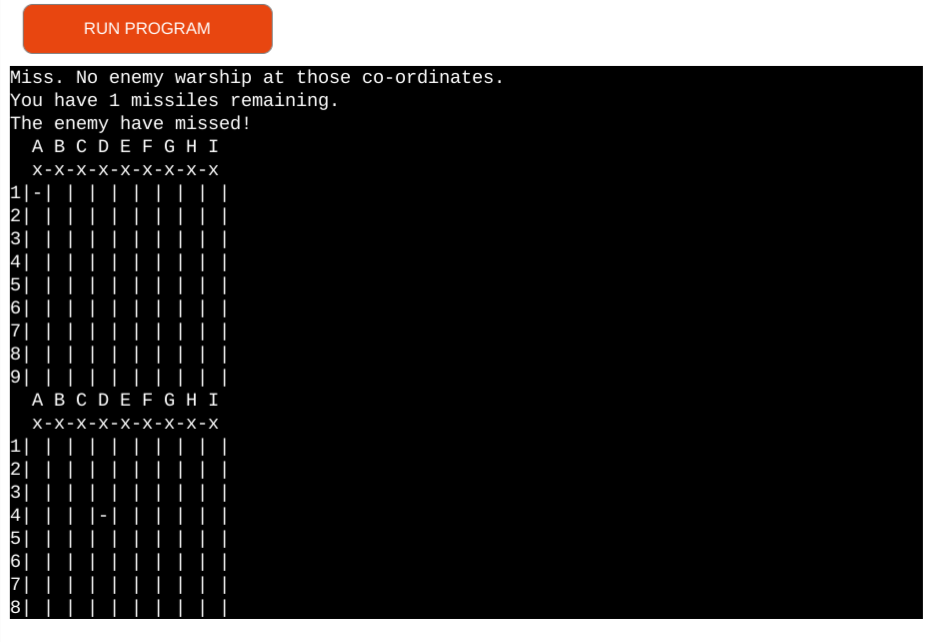 RUN PROGRAM
Miss. No enemy warship at those co-ordinates.
You have 1 missiles remaining.
The enemy have missed!
  A B C D E F G H I
  x-x-x-x-x-x-x-x-x
1|-| | | | | | | | |
2| | | | | | | | | |
3| | | | | | | | | |
4| | | | | | | | | |
5| | | | | | | | | |
6| | | | | | | | | |
7| | | | | | | | | |
8| | | | | | | | | |
9| | | | | | | | | |
  A B C D E F G H I
  x-x-x-x-x-x-x-x-x
1| | | | | | | | | |
2| | | | | | | | | |
3| | | | | | | | | |
4| | | |-| | | | | |
5| | | | | | | | | |
6| | | | | | | | | |
7| | | | | | | | | |
8| | | | | | | | | |